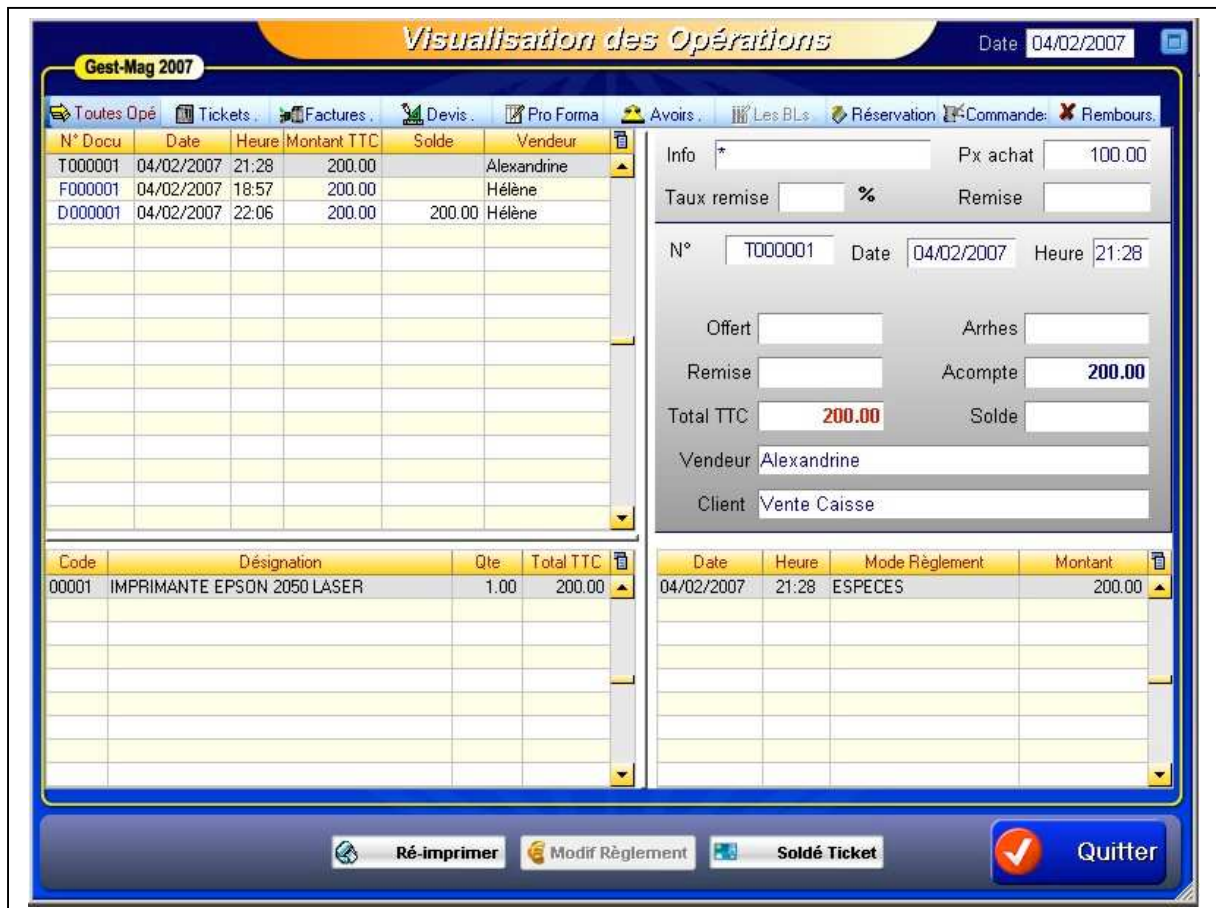 Visualisation des Opérations
Date 04/02/2007
Gest-Mag 2007
Toutes Opé Tickets . Factures . Devis . Pro Forma Avoirs . Les BLs Réservation Commande: Rembours.
N° Docu Date Heure Montant TTC Solde Vendeur
T000001 04/02/2007 21:28 200.00 Alexandrine
F000001 04/02/2007 18:57 200.00 Hélène
D000001 04/02/2007 22:06 200.00 200.00 Hélène
Info * Px achat 100.00
Taux remise % Remise
N° T000001 Date 04/02/2007 Heure 21:28
Offert Arrhes
Remise Acompte 200.00
Total TTC 200.00 Solde
Vendeur Alexandrine
Client Vente Caisse
Code Désignation Qte Total TTC
00001 IMPRIMANTE EPSON 2050 LASER 1.00 200.00
Date Heure Mode Règlement Montant
04/02/2007 21:28 ESPECES 200.00
Ré-imprimer Modif Règlement Soldé Ticket Quitter